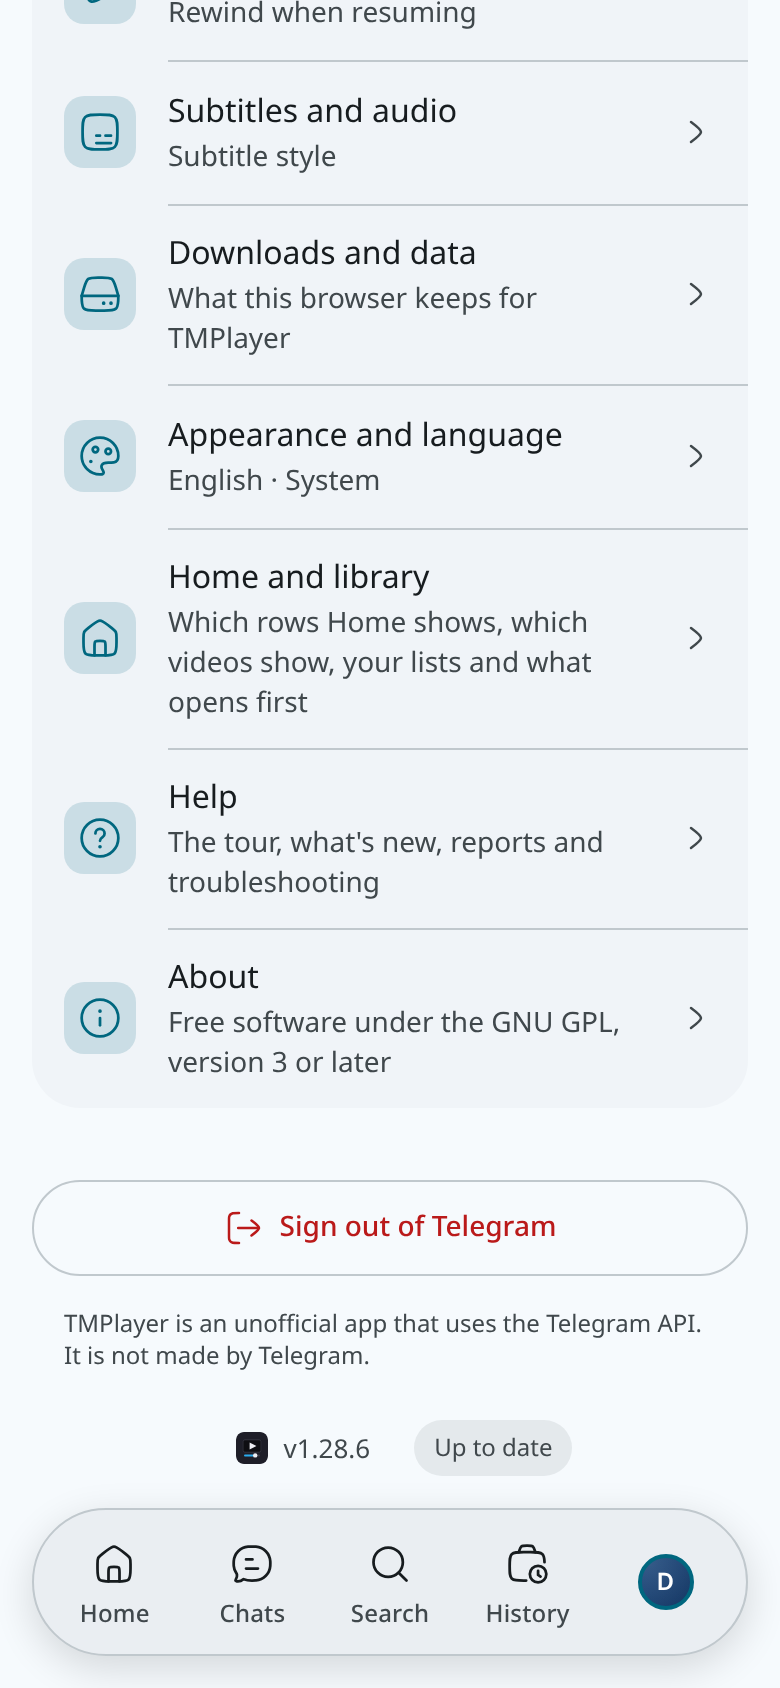 Rewind when resuming
Subtitles and audio
Subtitle style
Downloads and data
What this browser keeps for
TMPlayer
Appearance and language
English · System
Home and library
Which rows Home shows, which
videos show, your lists and what
opens first
Help
The tour, what's new, reports and
troubleshooting
About
Free software under the GNU GPL,
version 3 or later
Sign out of Telegram
TMPlayer is an unofficial app that uses the Telegram API.
It is not made by Telegram.
v1.28.6 Up to date
Home Chats Search History D